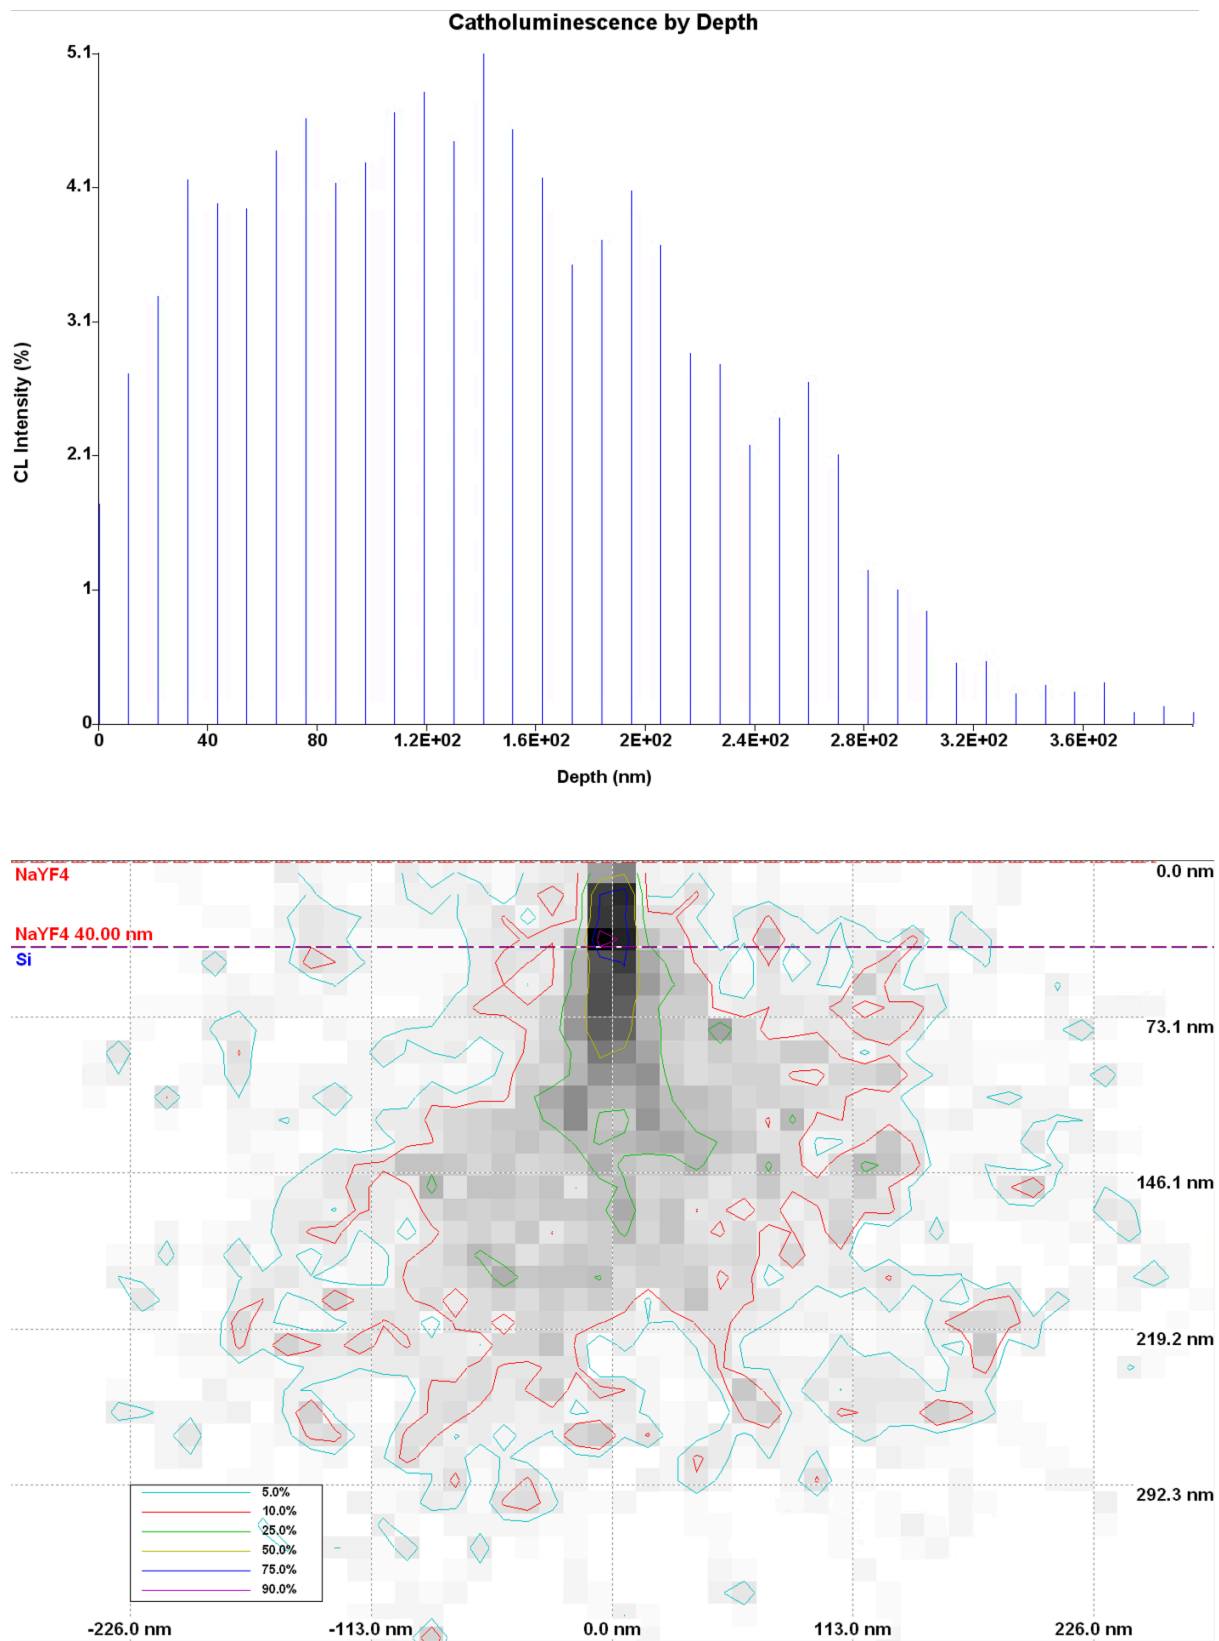 Catholuminescence by Depth
5.1
4.1
3.1
2.1
1
0
CL Intensity (%)
0 40 80 1.2E+02 1.6E+02 2E+02 2.4E+02 2.8E+02 3.2E+02 3.6E+02
Depth (nm)
NaYF4
0.0 nm
NaYF4 40.00 nm
Si
73.1 nm
146.1 nm
219.2 nm
292.3 nm
5.0%
10.0%
25.0%
50.0%
75.0%
90.0%
-226.0 nm -113.0 nm 0.0 nm 113.0 nm 226.0 nm